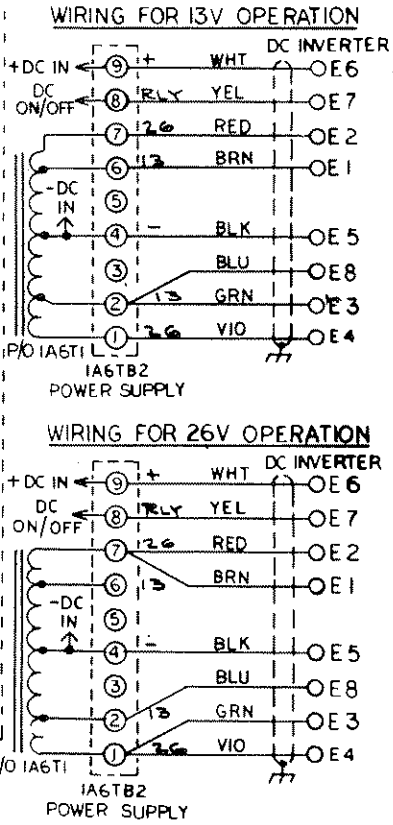 WIRING FOR 13V OPERATION
DC INVERTER
+DC IN 9 + WHT E6
DC ON/OFF 8 RLY YEL E7
7 26 RED E2
6 13 BRN E1
-DC IN
5
4 - BLK E5
3 BLU E8
2 13 GRN E3
1 26 VIO E4
P/O 1A6T1
1A6TB2
POWER SUPPLY
WIRING FOR 26V OPERATION
DC INVERTER
+DC IN 9 + WHT E6
DC ON/OFF 8 RLY YEL E7
7 26 RED E2
6 13 BRN E1
-DC IN
5
4 - BLK E5
3 BLU E8
2 13 GRN E3
1 26 VIO E4
/O 1A6T1
1A6TB2
POWER SUPPLY